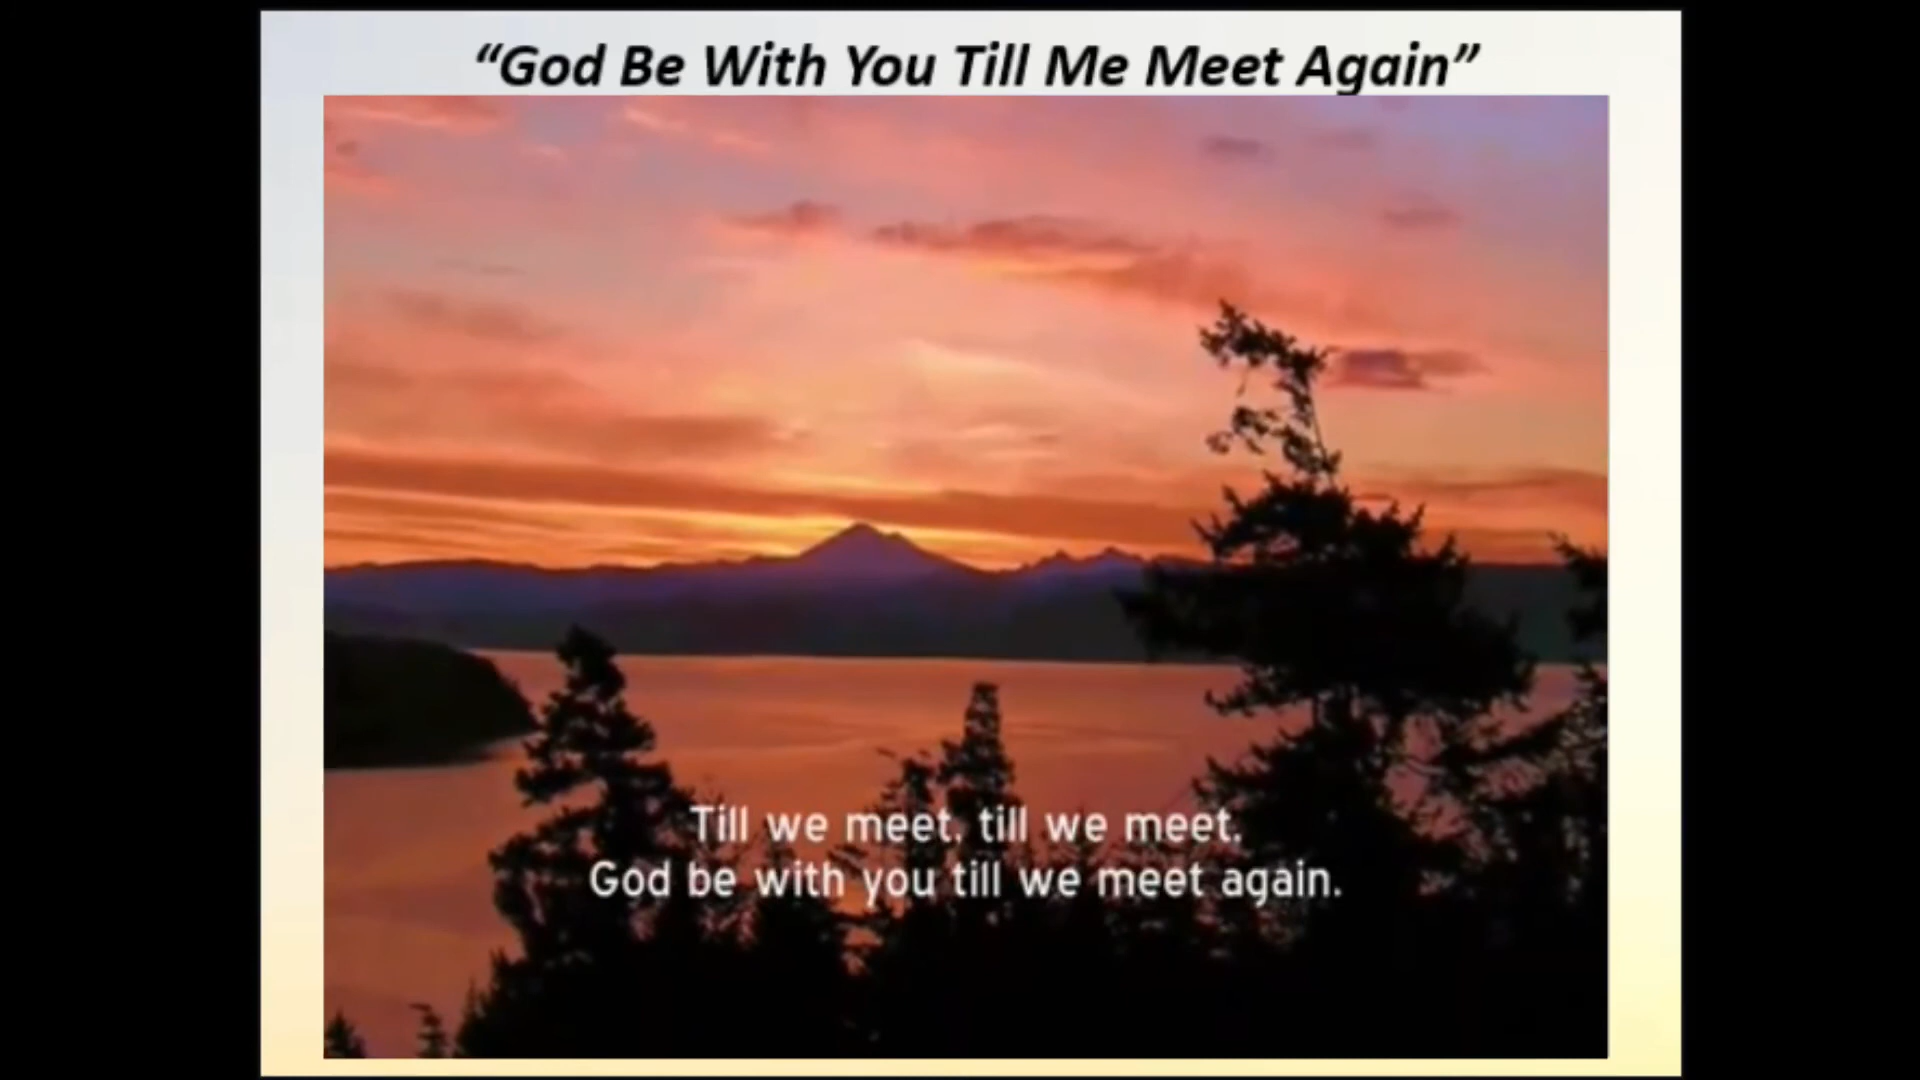 “God Be With You Till Me Meet Again”
Till we meet, till we meet,
God be with you till we meet again.